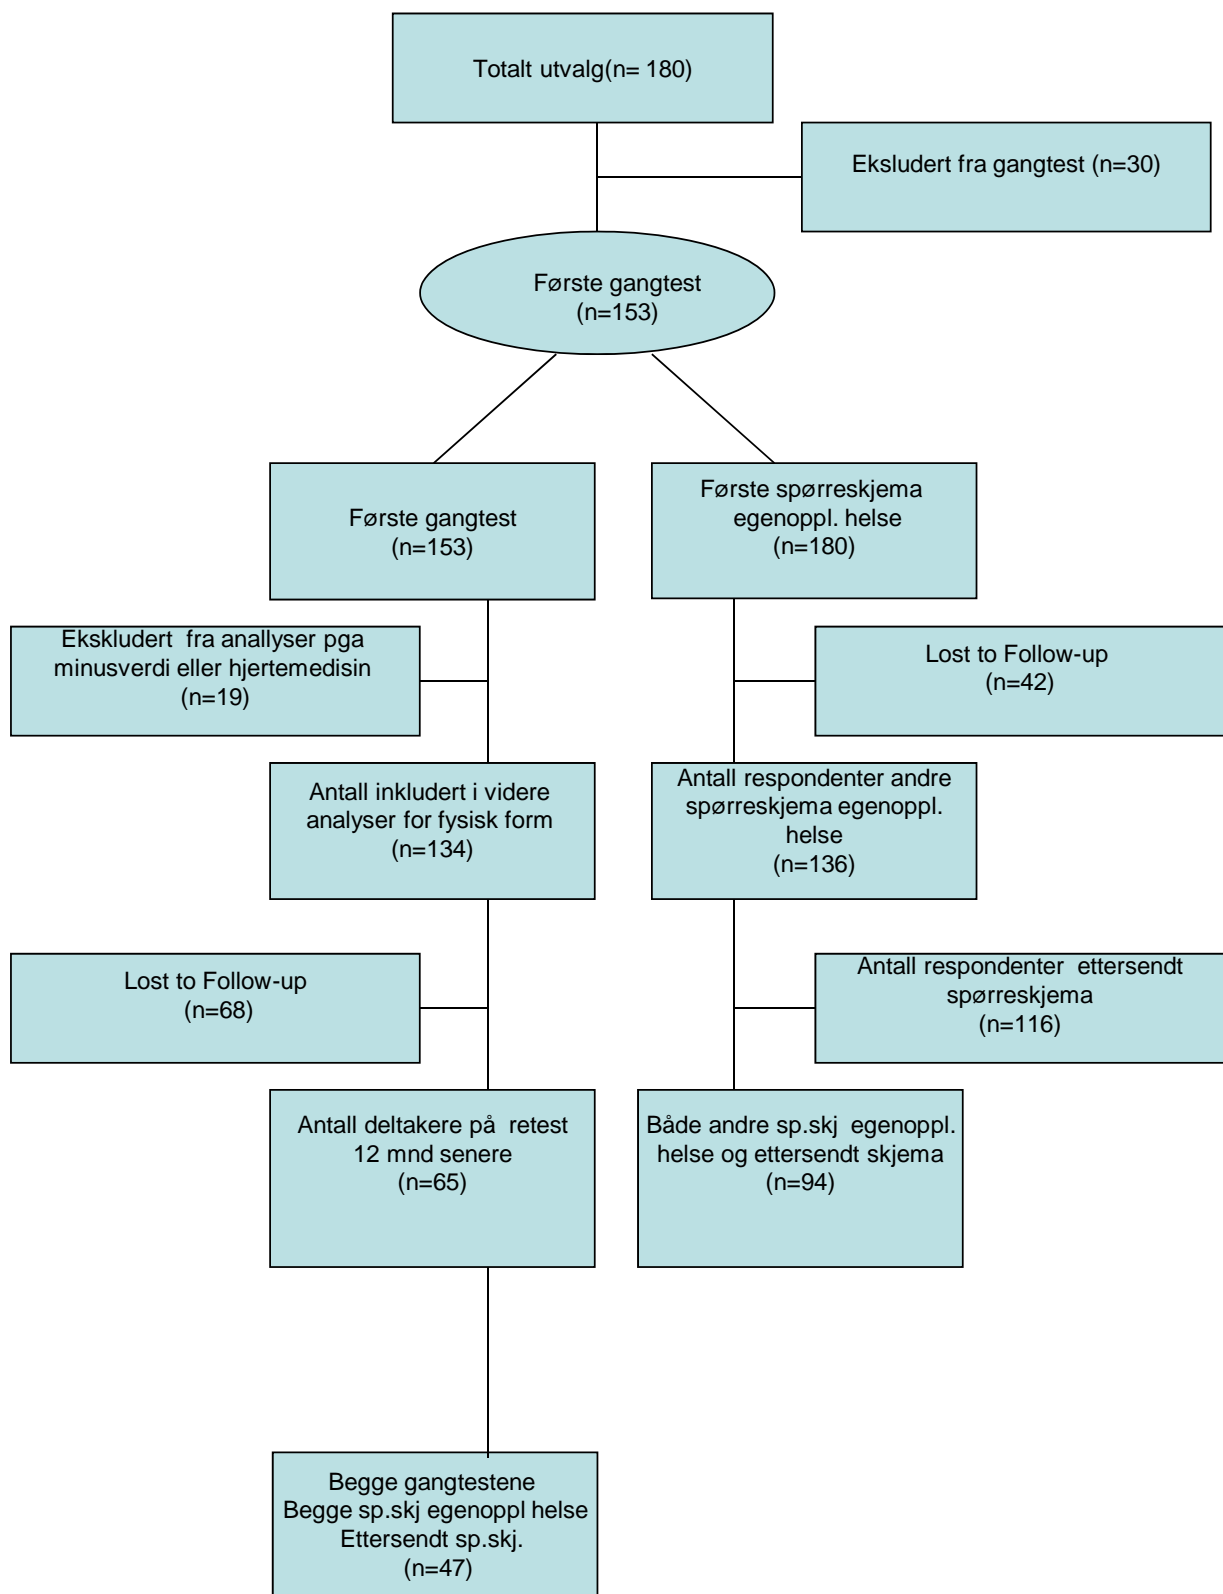 Totalt utvalg(n= 180)
Eksludert fra gangtest (n=30)
Første gangtest
(n=153)
Første gangtest
(n=153)
Første spørreskjema
egenoppl. helse
(n=180)
Ekskludert fra anallyser pga
minusverdi eller hjertemedisin
(n=19)
Lost to Follow-up
(n=42)
Antall inkludert i videre
analyser for fysisk form
(n=134)
Antall respondenter andre
spørreskjema egenoppl.
helse
(n=136)
Lost to Follow-up
(n=68)
Antall respondenter ettersendt
spørreskjema
(n=116)
Antall deltakere på retest
12 mnd senere
(n=65)
Både andre sp.skj egenoppl.
helse og ettersendt skjema
(n=94)
Begge gangtestene
Begge sp.skj egenoppl helse
Ettersendt sp.skj.
(n=47)